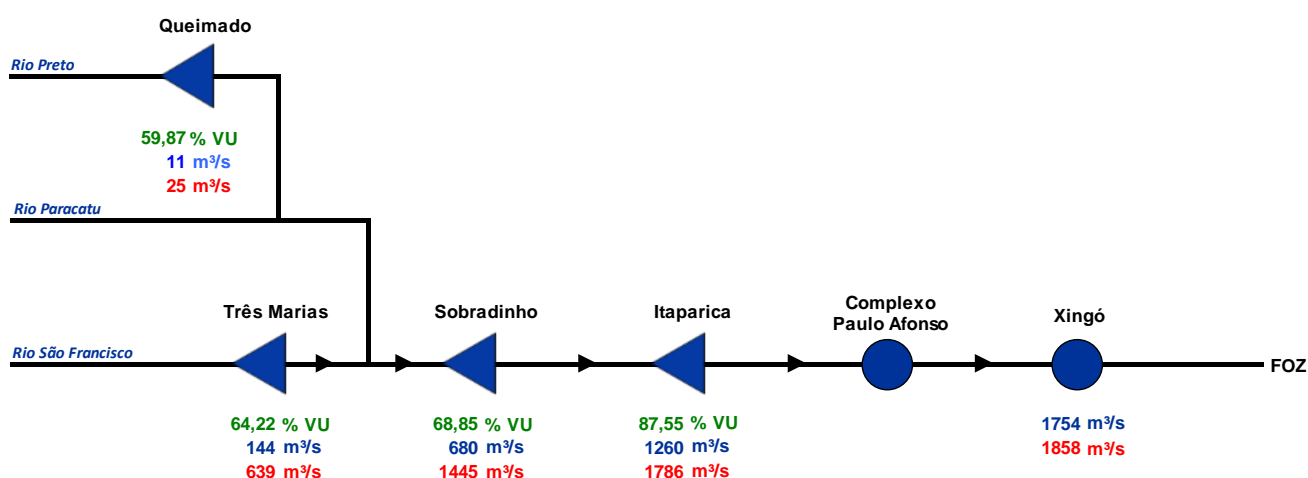 Queimado
Rio Preto
59,87 % VU
11 m³/s
25 m³/s
Rio Paracatu
Três Marias
Sobradinho
Itaparica
Complexo
Paulo Afonso
Xingó
Rio São Francisco
FOZ
64,22 % VU
144 m³/s
639 m³/s
68,85 % VU
680 m³/s
1445 m³/s
87,55 % VU
1260 m³/s
1786 m³/s
1754 m³/s
1858 m³/s